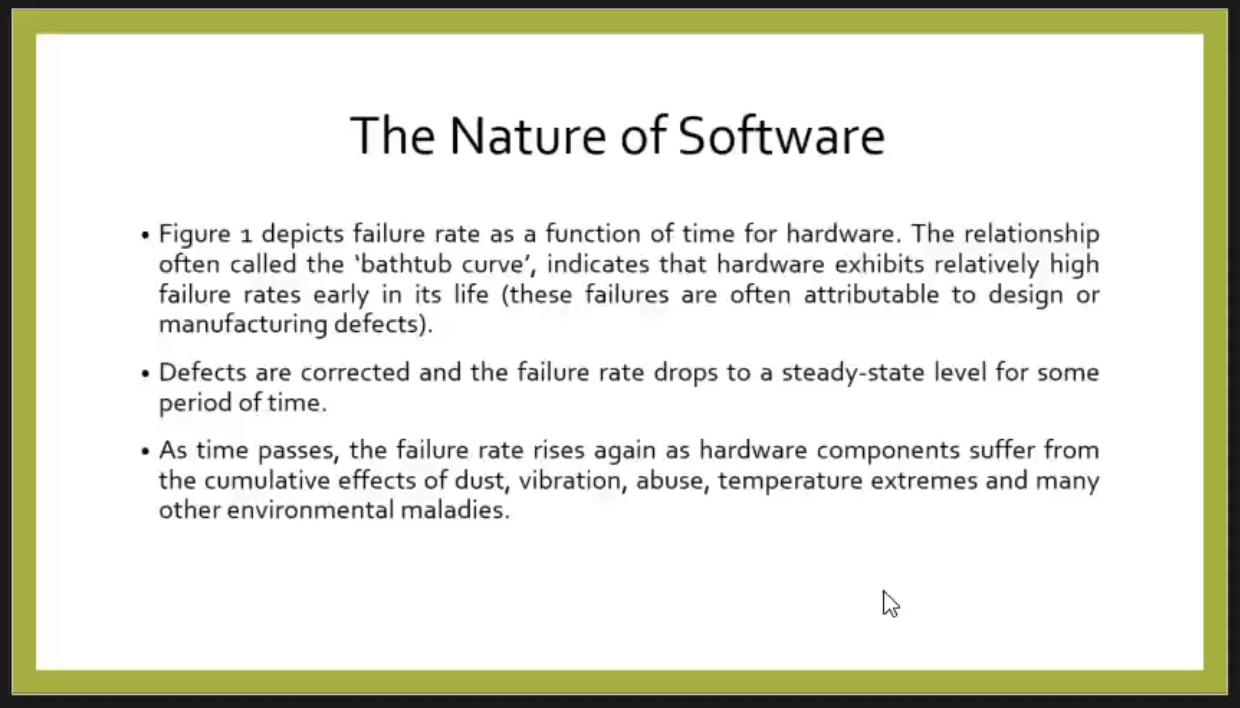 The Nature of Software
• Figure 1 depicts failure rate as a function of time for hardware. The relationship
often called the ‘bathtub curve’, indicates that hardware exhibits relatively high
failure rates early in its life (these failures are often attributable to design or
manufacturing defects).
• Defects are corrected and the failure rate drops to a steady-state level for some
period of time.
• As time passes, the failure rate rises again as hardware components suffer from
the cumulative effects of dust, vibration, abuse, temperature extremes and many
other environmental maladies.